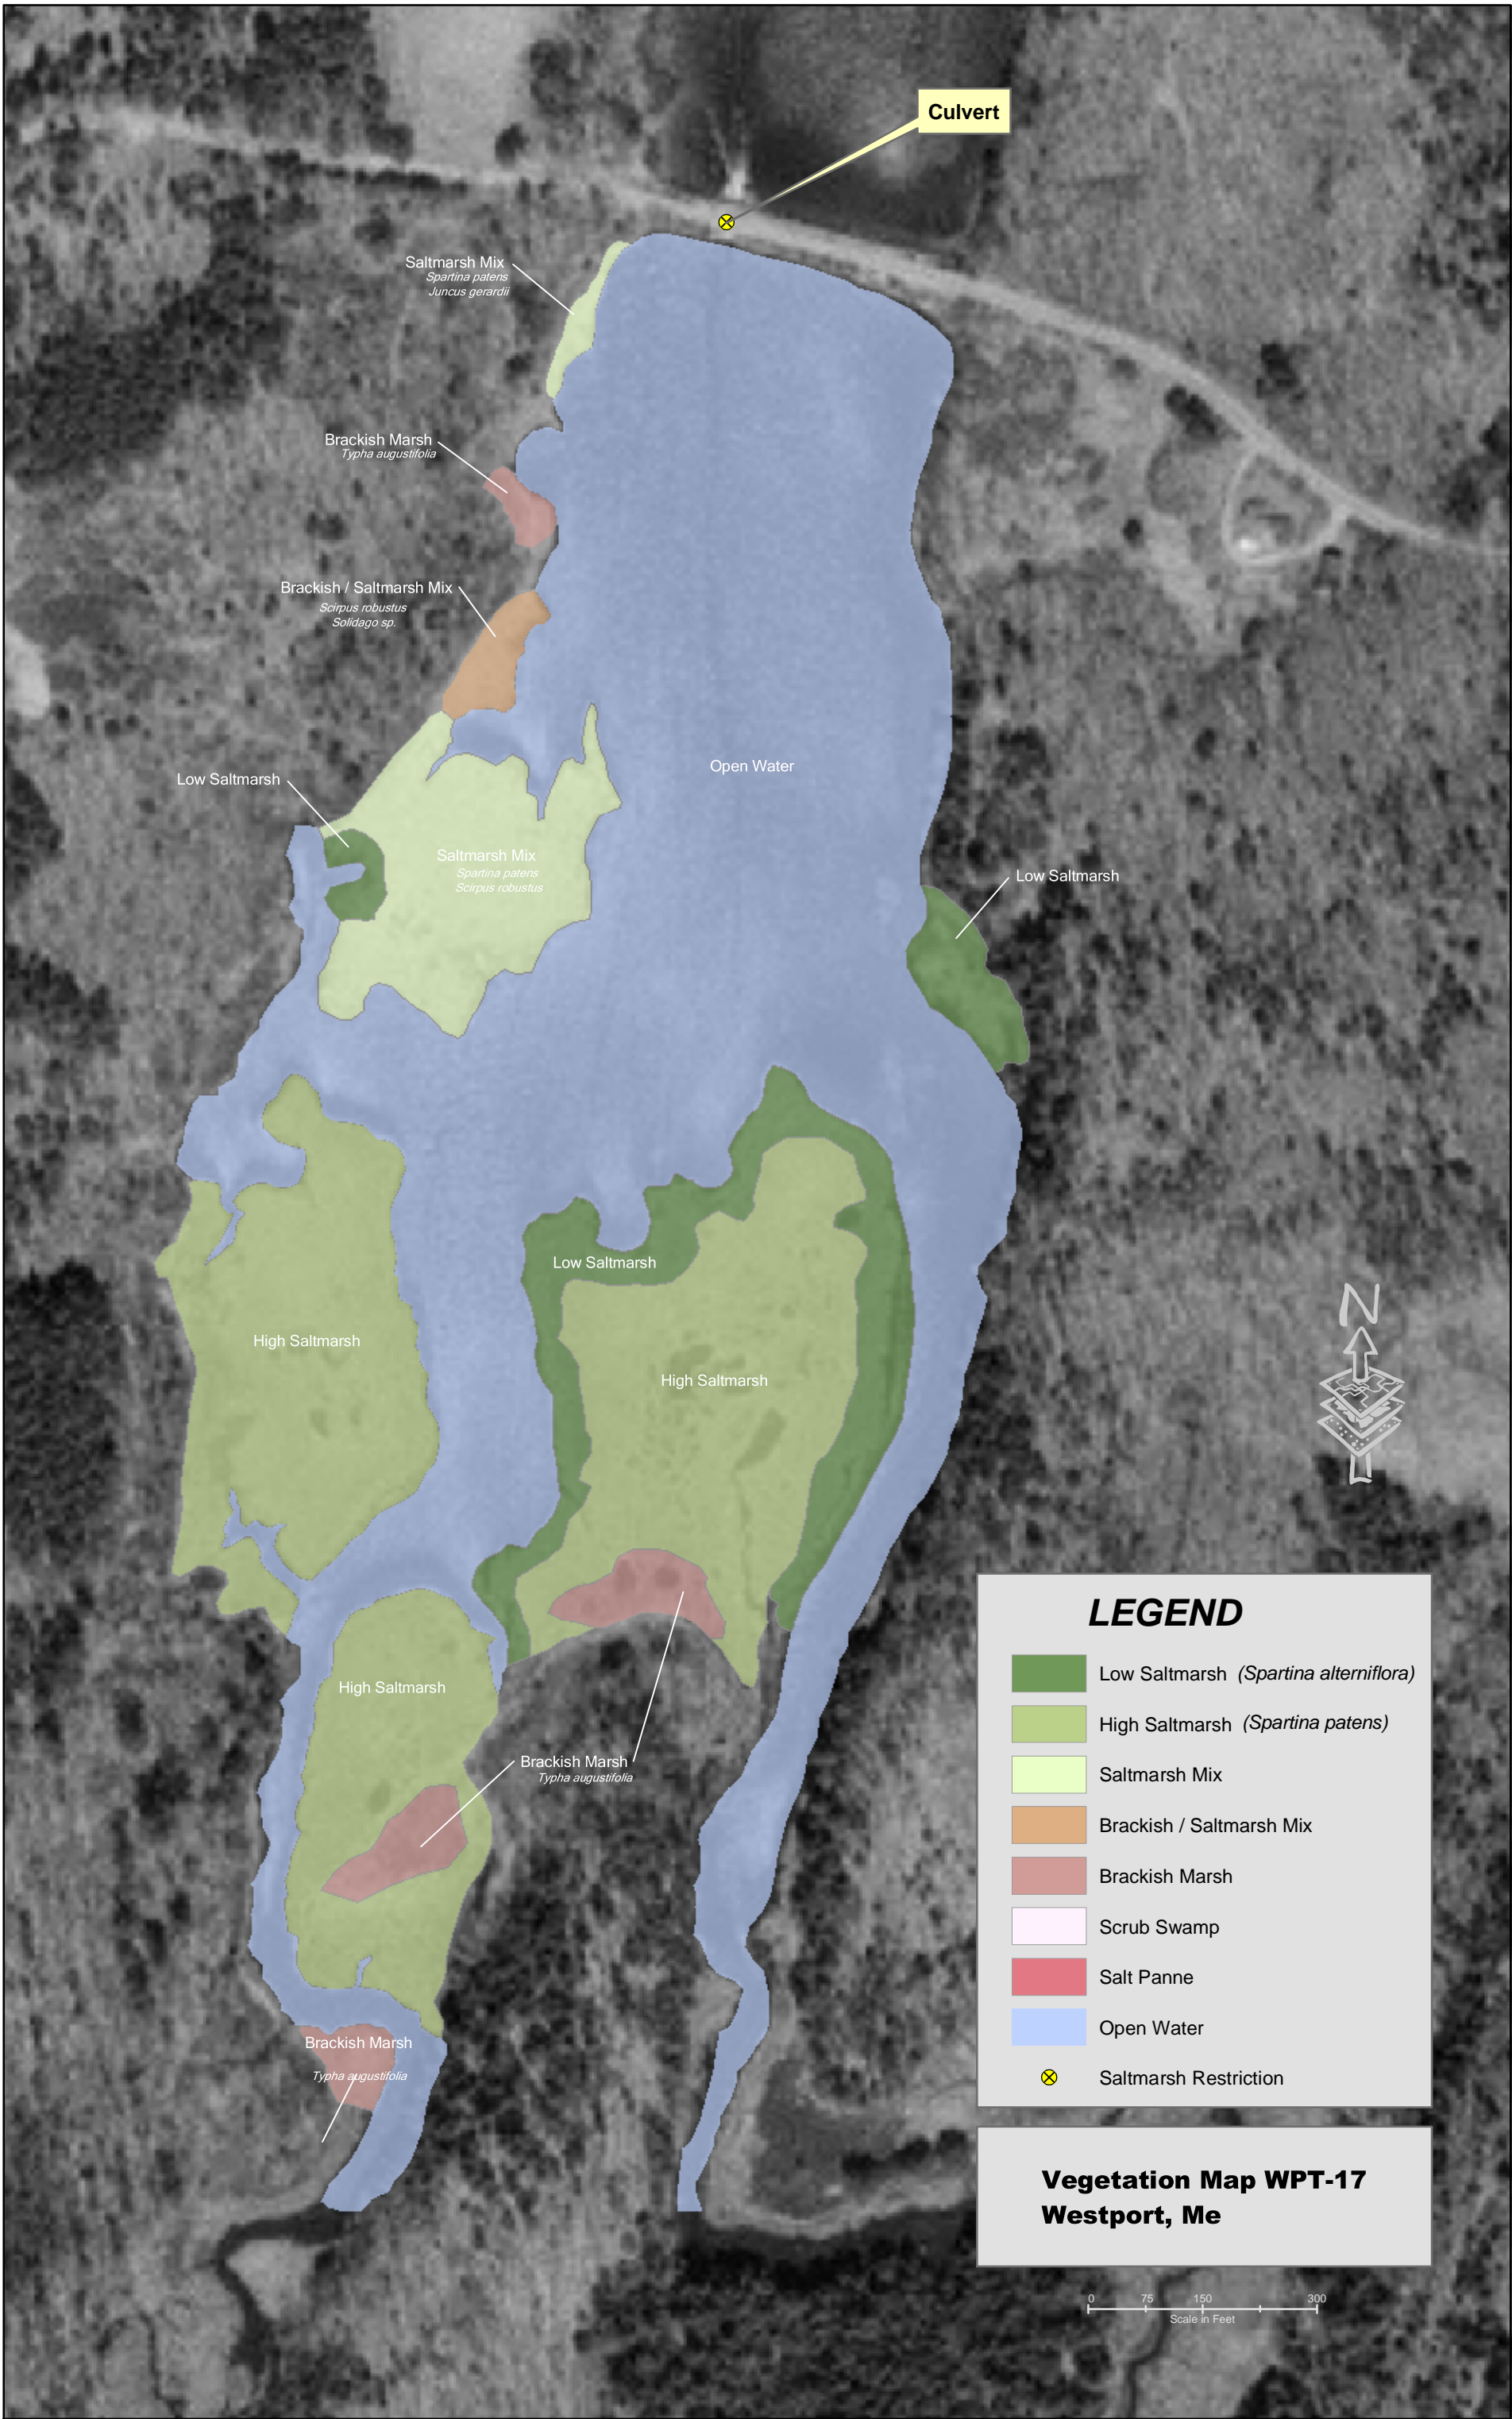 Culvert
Saltmarsh Mix
Spartina patens
Juncus gerardii
Brackish Marsh
Typha augustifolia
Brackish / Saltmarsh Mix
Scirpus robustus
Solidago sp.
Open Water
Low Saltmarsh
Saltmarsh Mix
Spartina patens
Scirpus robustus
Low Saltmarsh
Low Saltmarsh
High Saltmarsh
High Saltmarsh
N
High Saltmarsh
Brackish Marsh
Typha augustifolia
Brackish Marsh
Typha augustifolia
LEGEND
Low Saltmarsh (Spartina alterniflora)
High Saltmarsh (Spartina patens)
Saltmarsh Mix
Brackish / Saltmarsh Mix
Brackish Marsh
Scrub Swamp
Salt Panne
Open Water
Saltmarsh Restriction
Vegetation Map WPT-17
Westport, Me
0 75 150 300
Scale in Feet